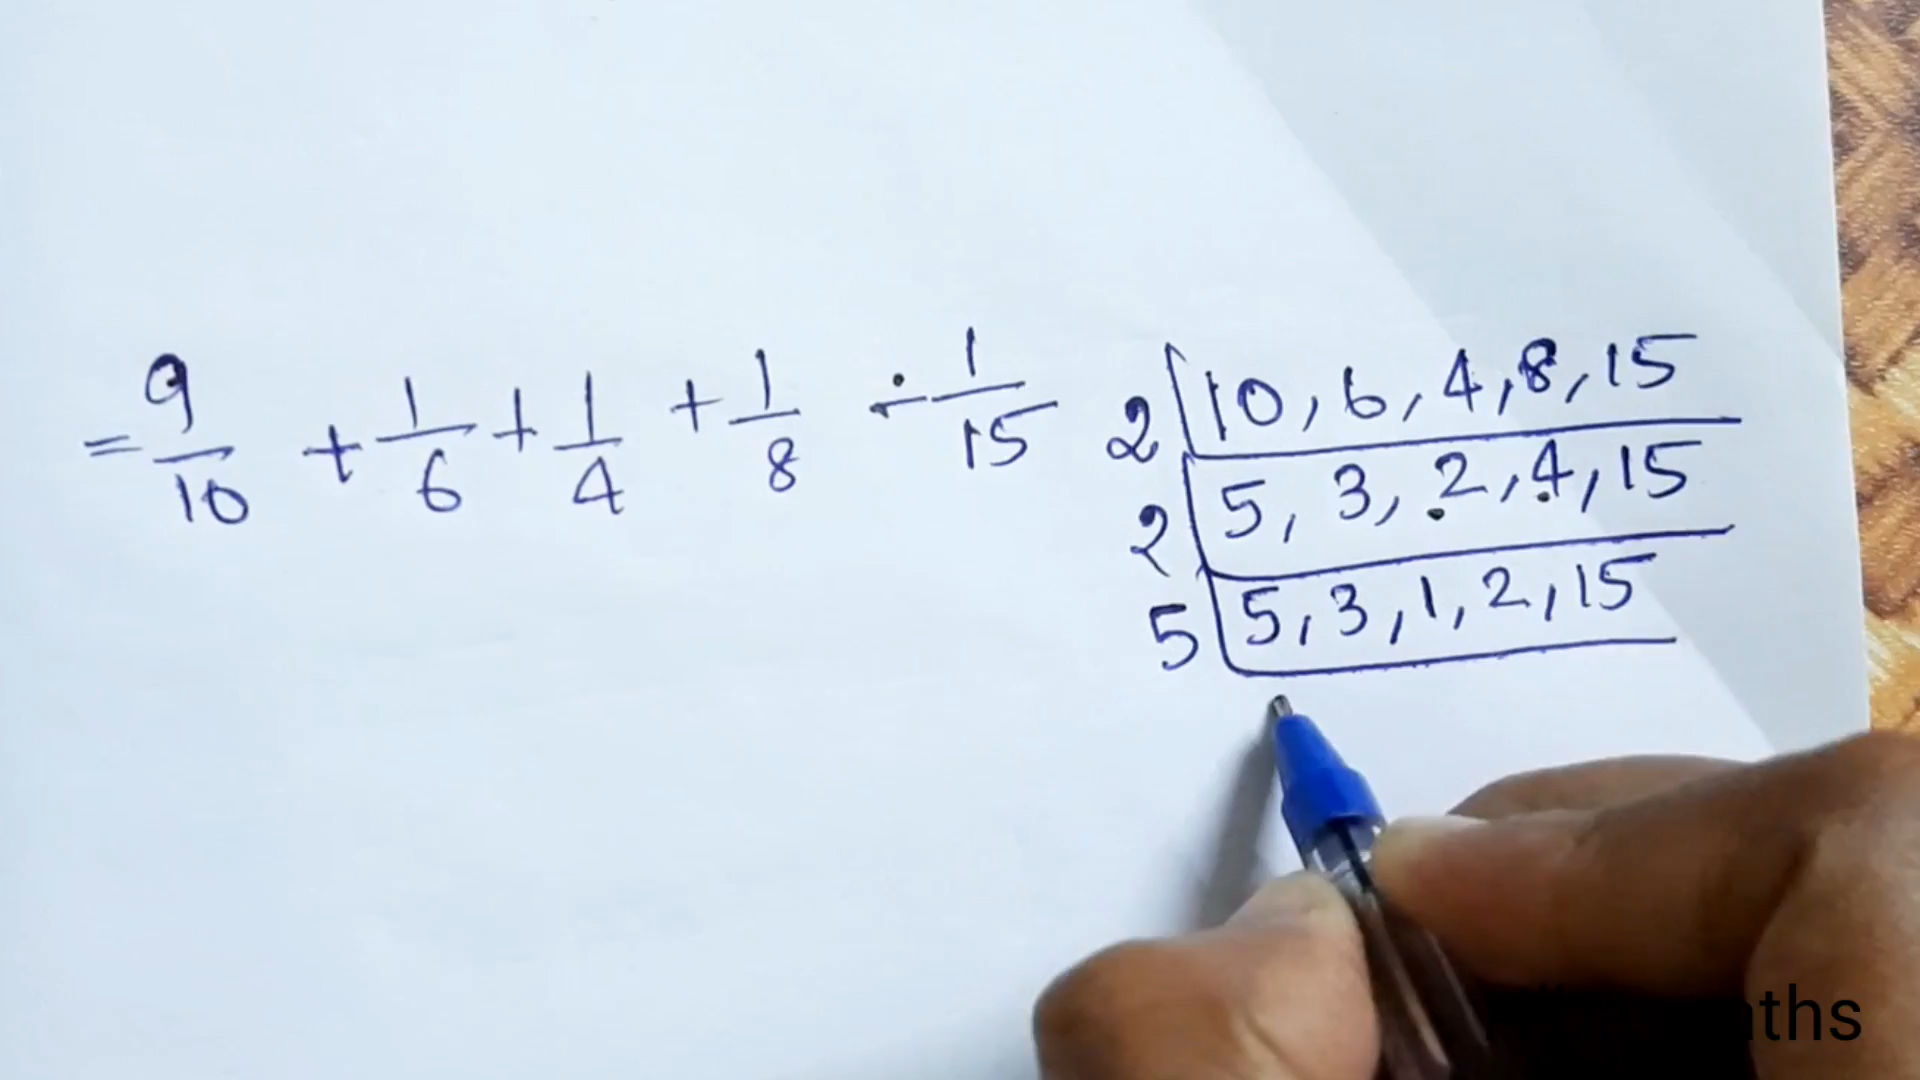 = 9/10 + 1/6 + 1/4 + 1/8 ÷ 1/15
2 | 10, 6, 4, 8, 15
2 | 5, 3, 2, 4, 15
5 | 5, 3, 1, 2, 15